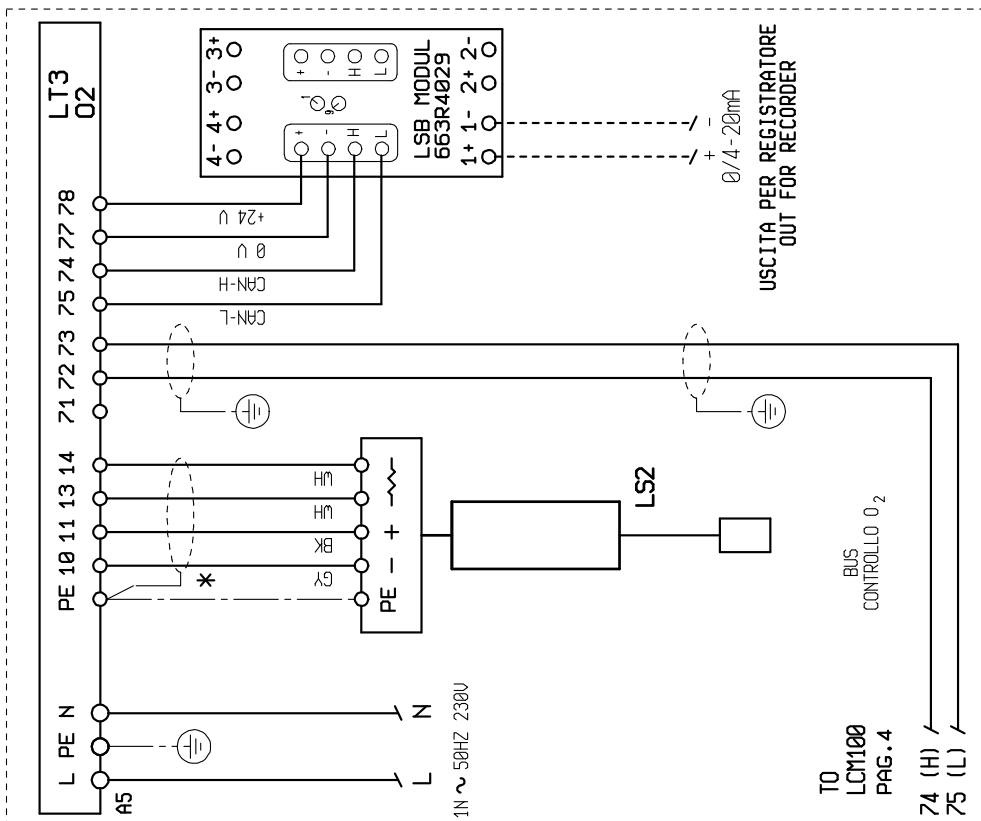 LT3
O2
78
77
74
75
73
72
71
14
13
11
10
PE
N
PE
L
A5
3+
3-
4+
4-
+
-
H
L
1
9
+
-
H
L
LSB MODUL
663R4029
2-
2+
1-
1+
-
+
0/4-20mA
USCITA PER REGISTRATORE
OUT FOR RECORDER
+24 V
0 V
CAN-H
CAN-L
WH
WH
BK
GY
*
+
-
PE
LS2
BUS
CONTROLLO O2
N
L
1N ~ 50HZ 230V
TO
LCM100
PAG.4
74 (H)
75 (L)